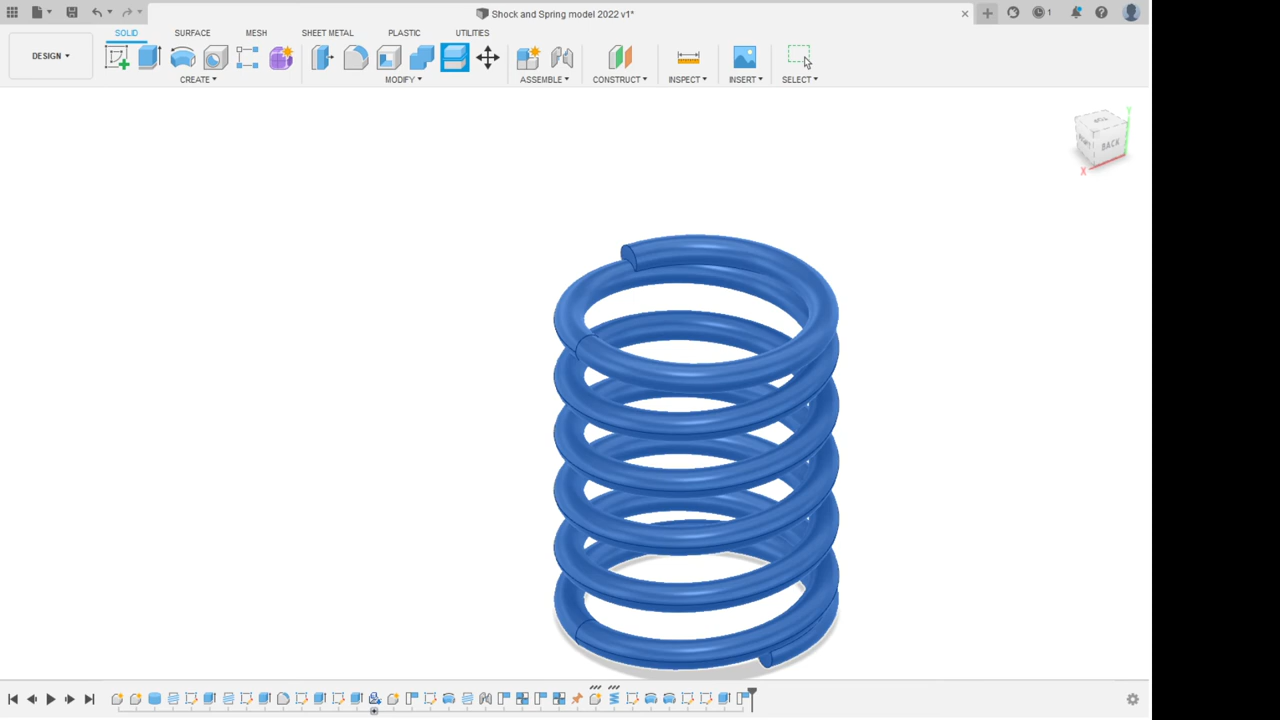 Shock and Spring model 2022 v1*
1
SOLID SURFACE MESH SHEET METAL PLASTIC UTILITIES
DESIGN
CREATE MODIFY ASSEMBLE CONSTRUCT INSPECT INSERT SELECT
BACK
X